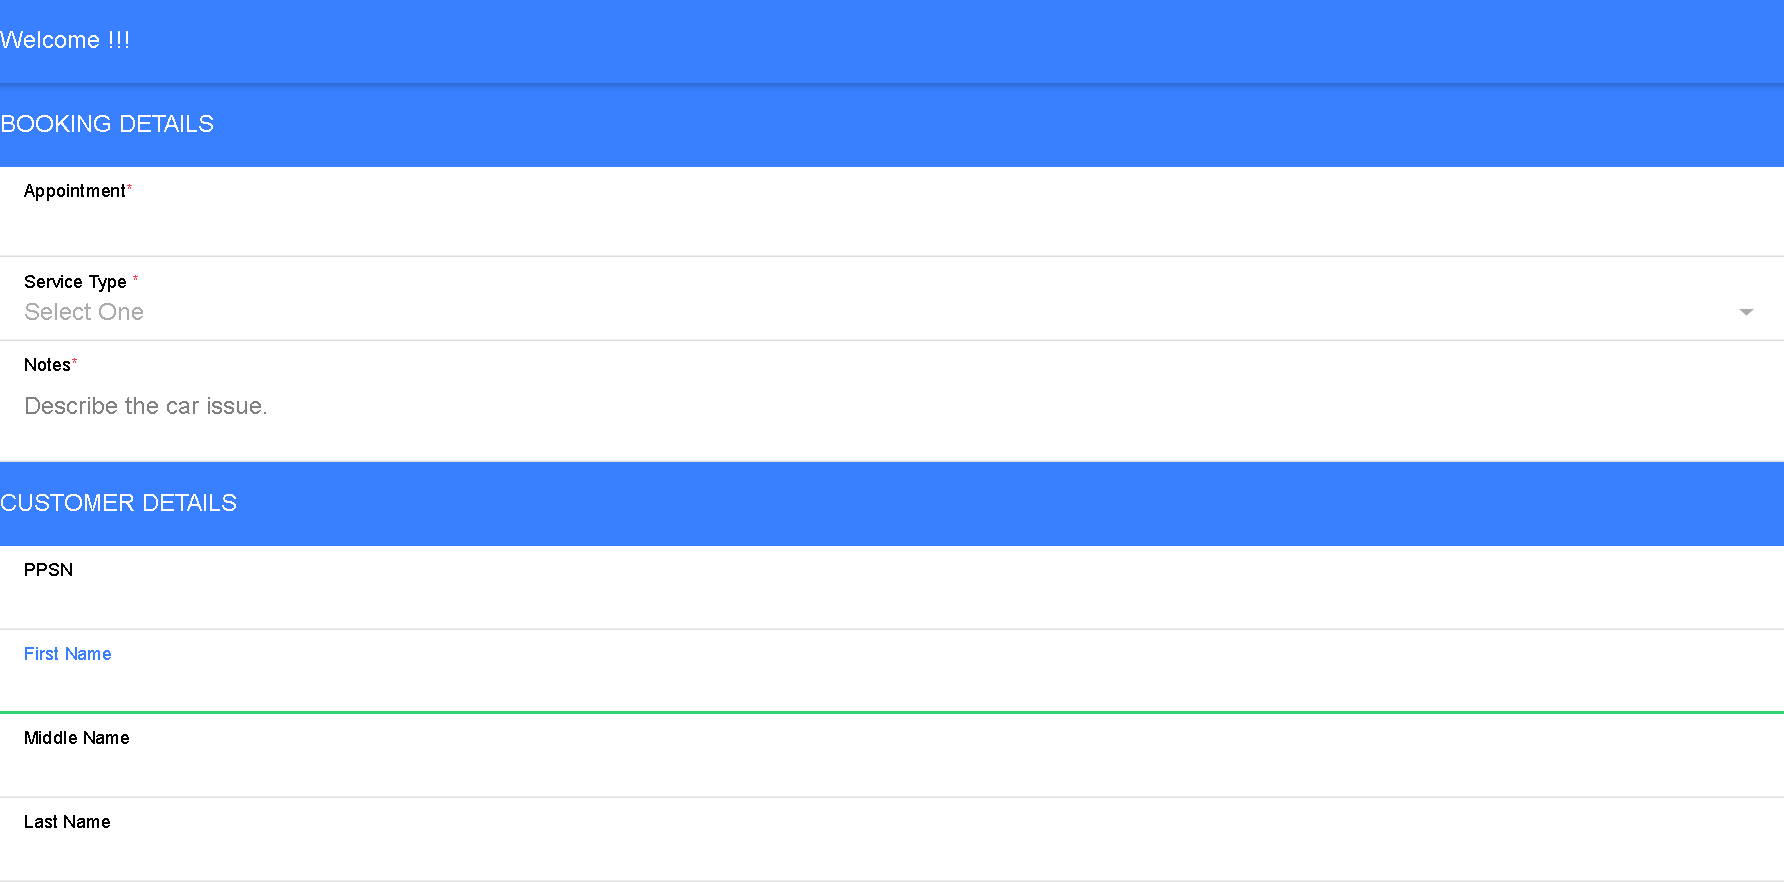 Welcome !!!
BOOKING DETAILS
Appointment*
Service Type *
Select One
Notes*
Describe the car issue.
CUSTOMER DETAILS
PPSN
First Name
Middle Name
Last Name